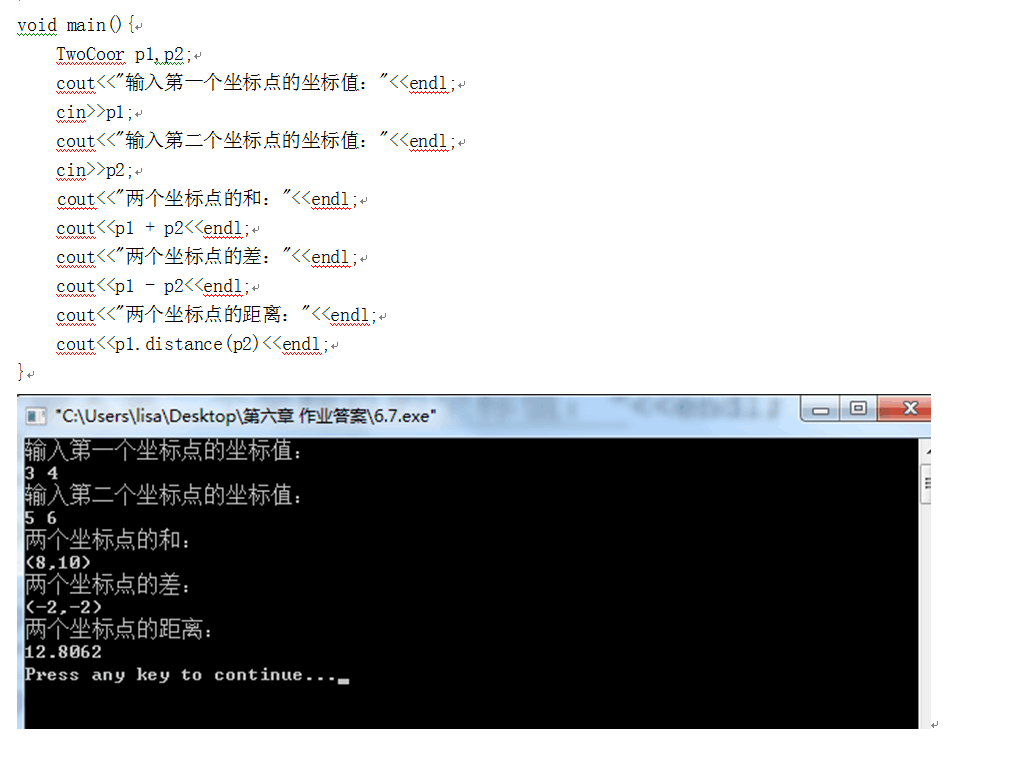 void main(){
TwoCoor p1,p2;
cout<<"输入第一个坐标点的坐标值："<<endl;
cin>>p1;
cout<<"输入第二个坐标点的坐标值："<<endl;
cin>>p2;
cout<<"两个坐标点的和："<<endl;
cout<<p1 + p2<<endl;
cout<<"两个坐标点的差："<<endl;
cout<<p1 - p2<<endl;
cout<<"两个坐标点的距离："<<endl;
cout<<p1.distance(p2)<<endl;
}
"C:\Users\lisa\Desktop\第六章 作业答案\6.7.exe"
输入第一个坐标点的坐标值：
3 4
输入第二个坐标点的坐标值：
5 6
两个坐标点的和：
(8,10)
两个坐标点的差：
(-2,-2)
两个坐标点的距离：
12.8062
Press any key to continue..._